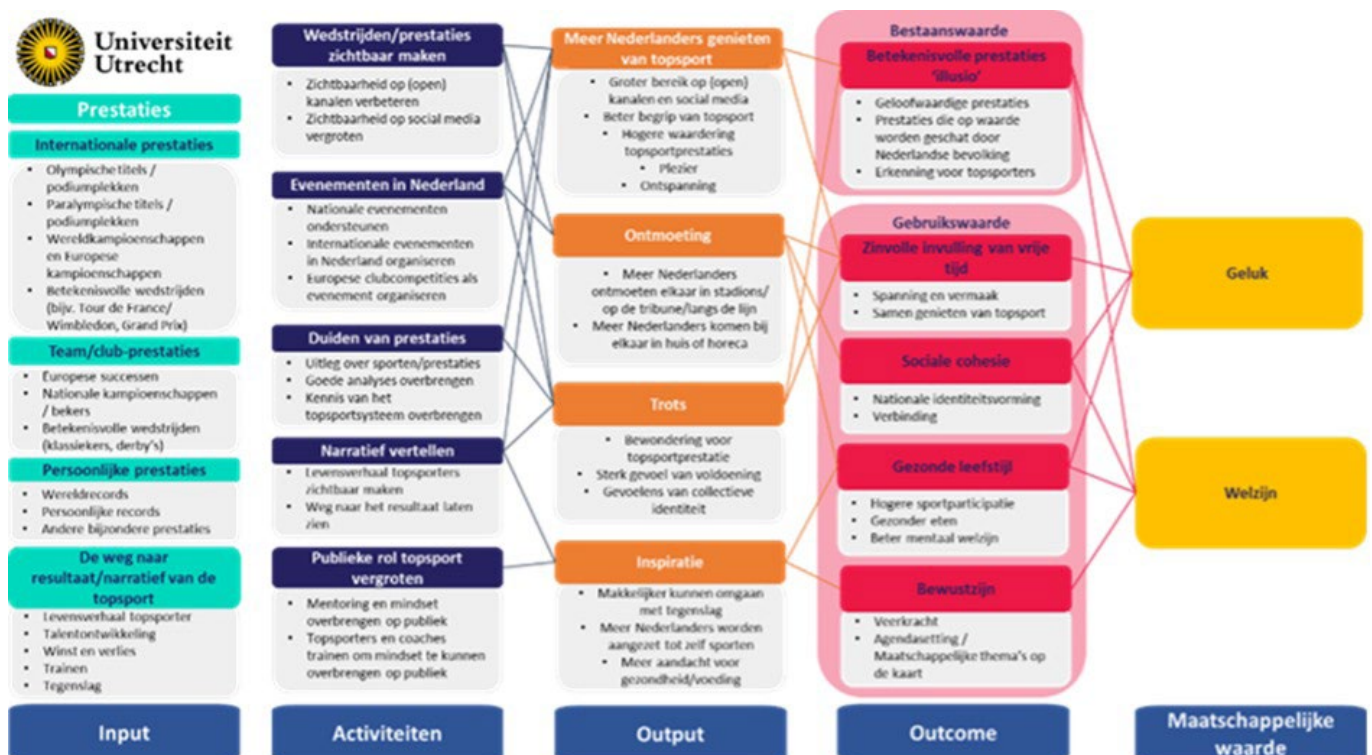 Universiteit
Utrecht
Prestaties
Internationale prestaties
• Olympische titels /
podiumplekken
• Paralympische titels /
podiumplekken
• Wereldkampioenschappen
en Europese
kampioenschappen
• Betekenisvolle wedstrijden
(bijv. Tour de France/
Wimbledon, Grand Prix)
Team/club-prestaties
• Europese successen
• Nationale kampioenschappen
/ bekers
• Betekenisvolle wedstrijden
(klassiekers, derby's)
Persoonlijke prestaties
• Wereldrecords
• Persoonlijke records
• Andere bijzondere prestaties
De weg naar
resultaat/narratief van de
topsport
• Levensverhaal topsporter
• Talentontwikkeling
• Winst en verlies
• Trainen
• Tegenslag
Input
Wedstrijden/prestaties
zichtbaar maken
• Zichtbaarheid op (open)
kanalen verbeteren
• Zichtbaarheid op social media
vergroten
Evenementen in Nederland
• Nationale evenementen
ondersteunen
• Internationale evenementen
in Nederland organiseren
• Europese clubcompetities als
evenement organiseren
Duiden van prestaties
• Uitleg over sporten/prestaties
• Goede analyses overbrengen
• Kennis van het
topsportsysteem overbrengen
Narratief vertellen
• Levensverhaal topsporters
zichtbaar maken
• Weg naar het resultaat laten
zien
Publieke rol topsport
vergroten
• Mentoring en mindset
overbrengen op publiek
• Topsporters en coaches
trainen om mindset te kunnen
overbrengen op publiek
Activiteiten
Meer Nederlanders genieten
van topsport
• Groter bereik op (open)
kanalen en social media
• Beter begrip van topsport
• Hogere waardering
topsportprestaties
• Plezier
• Ontspanning
Ontmoeting
• Meer Nederlanders
ontmoeten elkaar in stadions/
op de tribune/langs de lijn
• Meer Nederlanders komen bij
elkaar in huis of horeca
Trots
• Bewondering voor
topsportprestatie
• Sterk gevoel van voldoening
• Gevoelens van collectieve
identiteit
Inspiratie
• Makkelijker kunnen omgaan
met tegenslag
• Meer Nederlanders worden
aangezet tot zelf sporten
• Meer aandacht voor
gezondheid/voeding
Output
Bestaanswaarde
Betekenisvolle prestaties
'illusio'
• Geloofwaardige prestaties
• Prestaties die op waarde
worden geschat door
Nederlandse bevolking
• Erkenning voor topsporters
Gebruikswaarde
Zinvolle invulling van vrije
tijd
• Spanning en vermaak
• Samen genieten van topsport
Sociale cohesie
• Nationale identiteitsvorming
• Verbinding
Gezonde leefstijl
• Hogere sportparticipatie
• Gezonder eten
• Beter mentaal welzijn
Bewustzijn
• Veerkracht
• Agendasetting /
Maatschappelijke thema's op
de kaart
Outcome
Geluk
Welzijn
Maatschappelijke
waarde